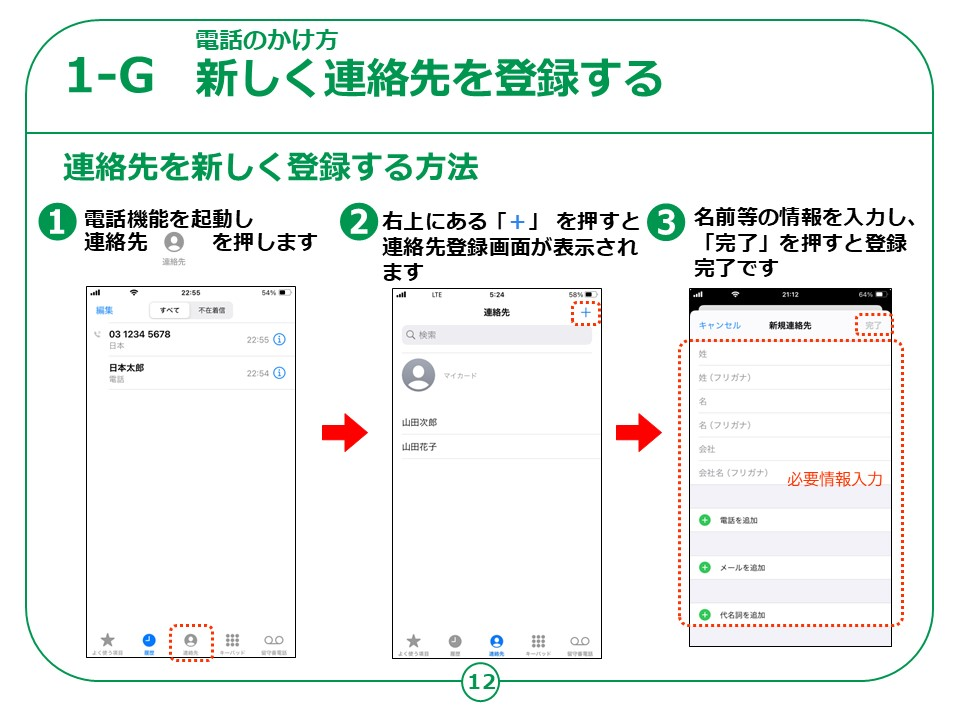 電話のかけ方
1-G 新しく連絡先を登録する
連絡先を新しく登録する方法
1 電話機能を起動し
連絡先 を押します
連絡先
22:55 54%
編集 すべて 不在着信
03 1234 5678
日本
22:55
日本太郎
電話
22:54
よく使う項目 履歴 連絡先 キーパッド 留守番電話
2 右上にある「+」 を押すと
連絡先登録画面が表示され
ます
LTE 5:24 58%
連絡先 +
検索
マイカード
山田次郎
山田花子
よく使う項目 履歴 連絡先 キーパッド 留守番電話
3 名前等の情報を入力し、
「完了」を押すと登録
完了です
21:12 64%
キャンセル 新規連絡先 完了
姓
姓(フリガナ)
名
名(フリガナ)
会社
会社名(フリガナ)
必要情報入力
電話を追加
メールを追加
代名詞を追加
12